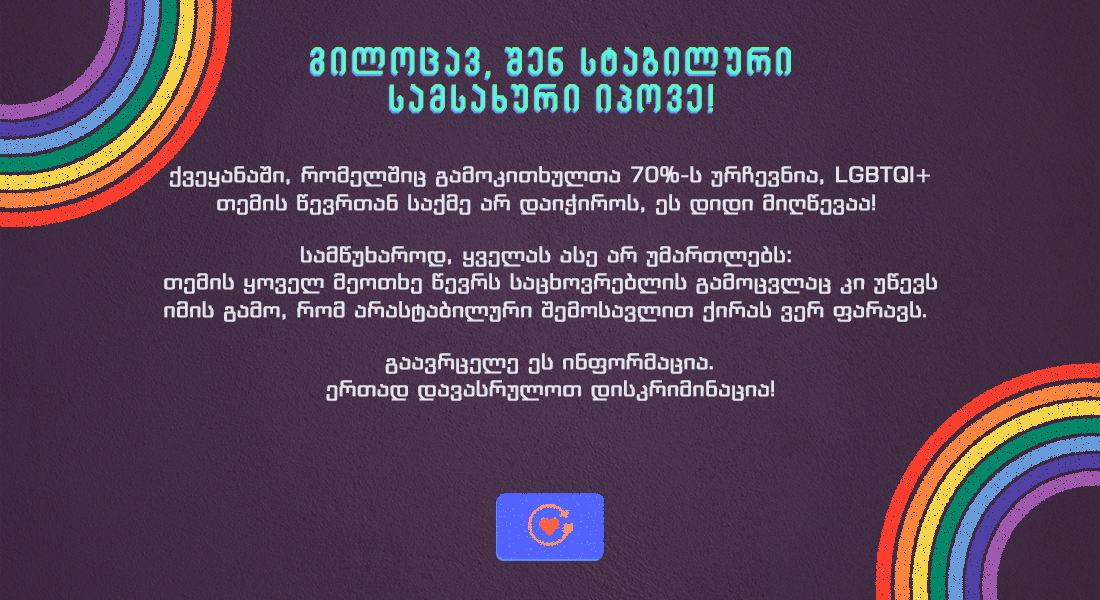 გილოცავ, შენ სტაბილური
სამსახური იპოვე!
ქვეყანაში, რომელშიც გამოკითხულთა 70%-ს ურჩევნია, LGBTQI+
თემის წევრთან საქმე არ დაიჭიროს, ეს დიდი მიღწევაა!
სამწუხაროდ, ყველას ასე არ უმართლებს:
თემის ყოველ მეოთხე წევრს საცხოვრებლის გამოცვლაც კი უწევს
იმის გამო, რომ არასტაბილური შემოსავლით ქირას ვერ ფარავს.
გაავრცელე ეს ინფორმაცია.
ერთად დავასრულოთ დისკრიმინაცია!